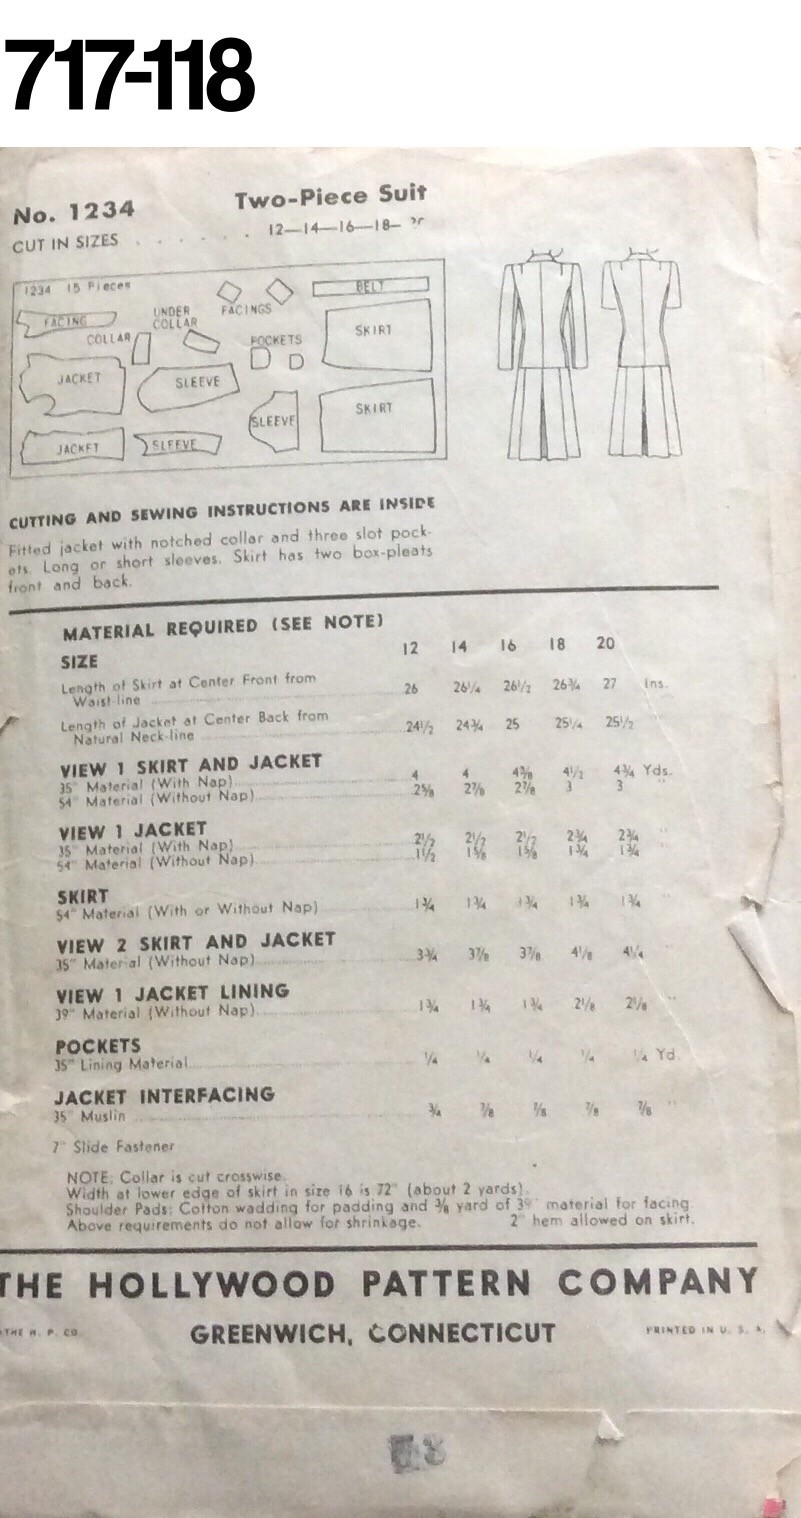 717-118
No. 1234
Two-Piece Suit
CUT IN SIZES . . . . . . 12—14—16—18—
1234 15 Pieces
FACINGS
BELT
FACING
UNDER
COLLAR
COLLAR
POCKETS
SKIRT
JACKET
SLEEVE
SKIRT
SLEEVE
JACKET
SLEEVE
CUTTING AND SEWING INSTRUCTIONS ARE INSIDE
Fitted jacket with notched collar and three slot pock-
ets. Long or short sleeves. Skirt has two box-pleats
front and back.
MATERIAL REQUIRED (SEE NOTE)
SIZE 12 14 16 18 20
Length of Skirt at Center Front from
Waist-line 26 26¼ 26½ 26¾ 27 Ins.
Length of Jacket at Center Back from
Natural Neck-line 24½ 24¾ 25 25¼ 25½ "
VIEW 1 SKIRT AND JACKET
35" Material (With Nap) 4 4 4⅜ 4½ 4¾ Yds.
54" Material (Without Nap) 2⅝ 2⅞ 2⅞ 3 3 "
VIEW 1 JACKET
35" Material (With Nap) 2½ 2½ 2½ 2¾ 2¾ "
54" Material (Without Nap) 1½ 1⅝ 1⅝ 1¾ 1¾ "
SKIRT
54" Material (With or Without Nap) 1¾ 1¾ 1¾ 1¾ 1¾ "
VIEW 2 SKIRT AND JACKET
35" Material (Without Nap) 3¾ 3⅞ 3⅞ 4⅛ 4¼ "
VIEW 1 JACKET LINING
39" Material (Without Nap) 1¾ 1¾ 1¾ 2⅛ 2⅛ "
POCKETS
35" Lining Material ¼ ¼ ¼ ¼ ¼ Yd.
JACKET INTERFACING
35" Muslin ¾ ⅞ ⅞ ⅞ ⅞ "
7" Slide Fastener
NOTE: Collar is cut crosswise.
Width at lower edge of skirt in size 16 is 72" (about 2 yards).
Shoulder Pads: Cotton wadding for padding and ⅜ yard of 39" material for facing.
Above requirements do not allow for shrinkage. 2" hem allowed on skirt.
THE HOLLYWOOD PATTERN COMPANY
THE H. P. CO. GREENWICH, CONNECTICUT PRINTED IN U. S. A.